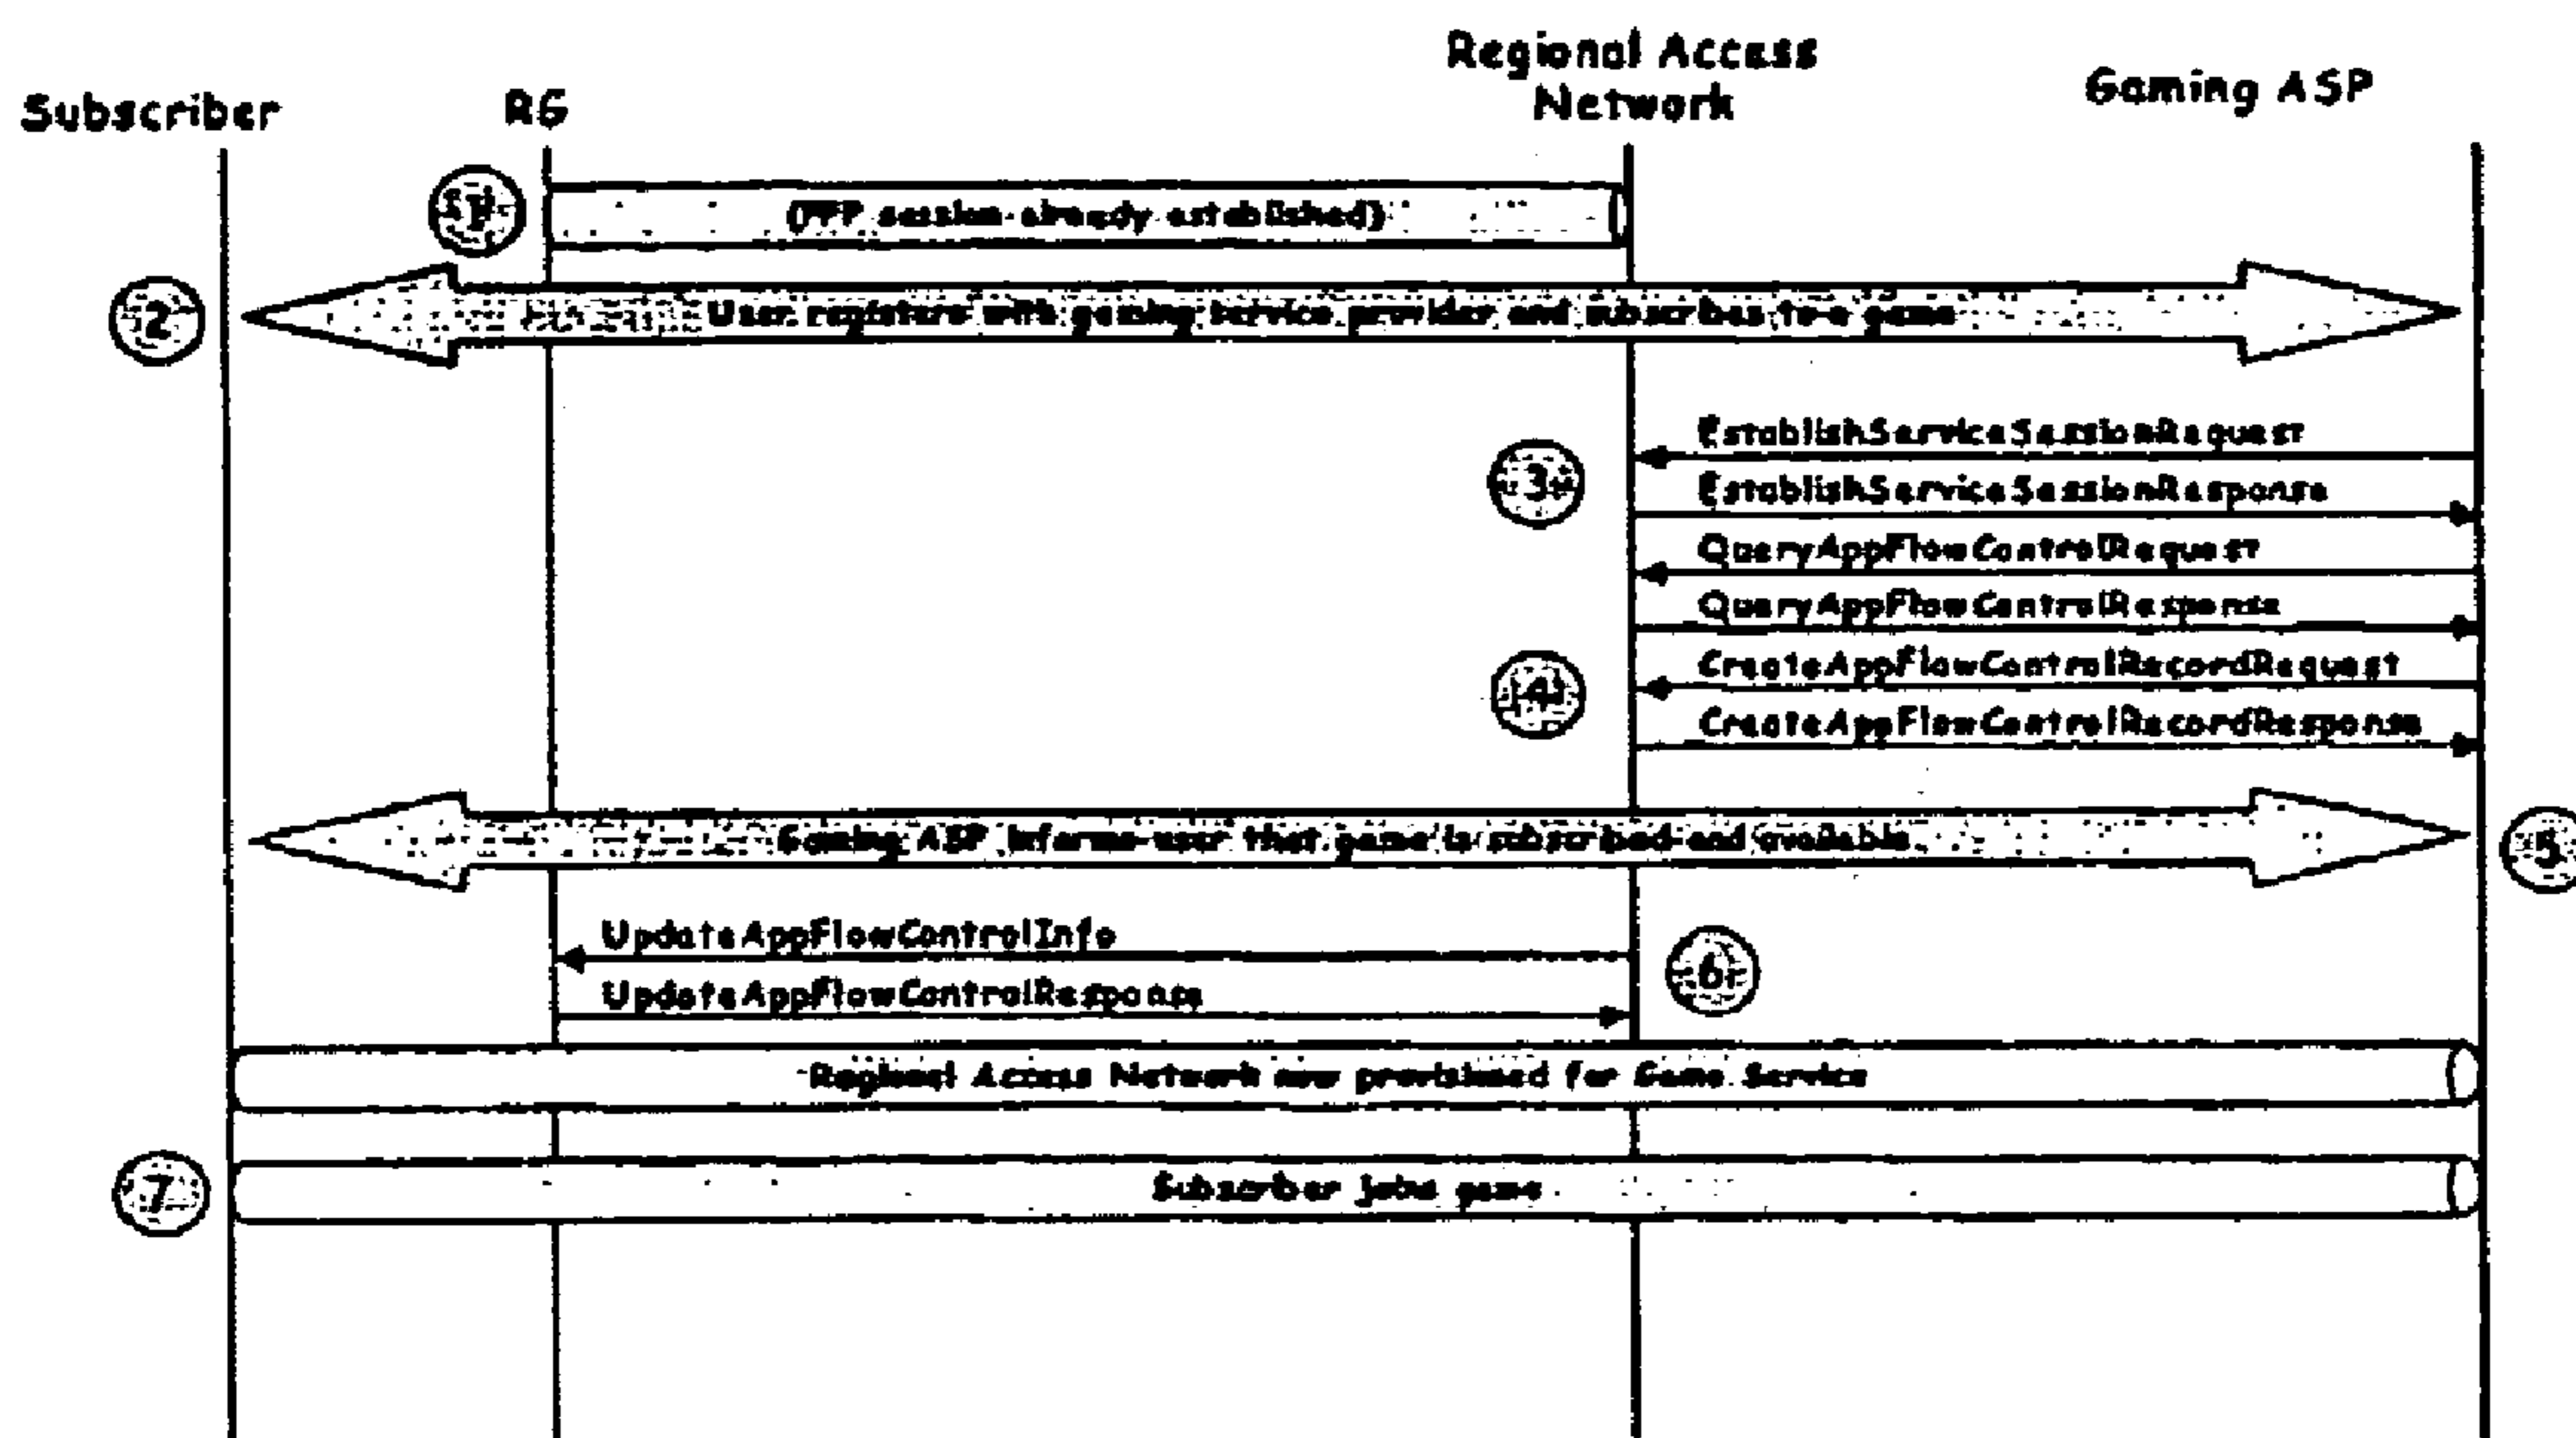 Regional Access
Network
Gaming ASP
Subscriber
RG
1
(PPP session already established)
2
User registers with gaming service provider and subscribes to a game
EstablishServiceSessionRequest
3
EstablishServiceSessionResponse
QueryAppFlowControlRequest
QueryAppFlowControlResponse
CreateAppFlowControlRecordRequest
4
CreateAppFlowControlRecordResponse
Gaming ASP informs user that game is subscribed and available
5
UpdateAppFlowControlInfo
6
UpdateAppFlowControlResponse
Regional Access Network now provisioned for Game Service
7
Subscriber joins game